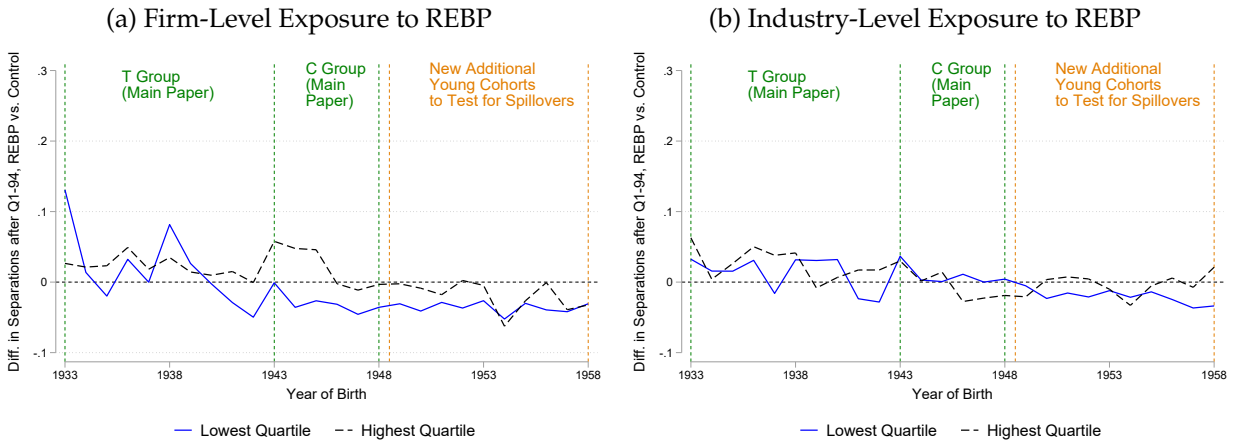 (a) Firm-Level Exposure to REBP
Diff. in Separations after Q1-94, REBP vs. Control
.3
.2
.1
0
-.1
T Group
(Main Paper)
C Group
(Main
Paper)
New Additional
Young Cohorts
to Test for Spillovers
1933
1938
1943
1948
1953
1958
Year of Birth
Lowest Quartile
Highest Quartile
(b) Industry-Level Exposure to REBP
Diff. in Separations after Q1-94, REBP vs. Control
.3
.2
.1
0
-.1
T Group
(Main Paper)
C Group
(Main
Paper)
New Additional
Young Cohorts
to Test for Spillovers
1933
1938
1943
1948
1953
1958
Year of Birth
Lowest Quartile
Highest Quartile